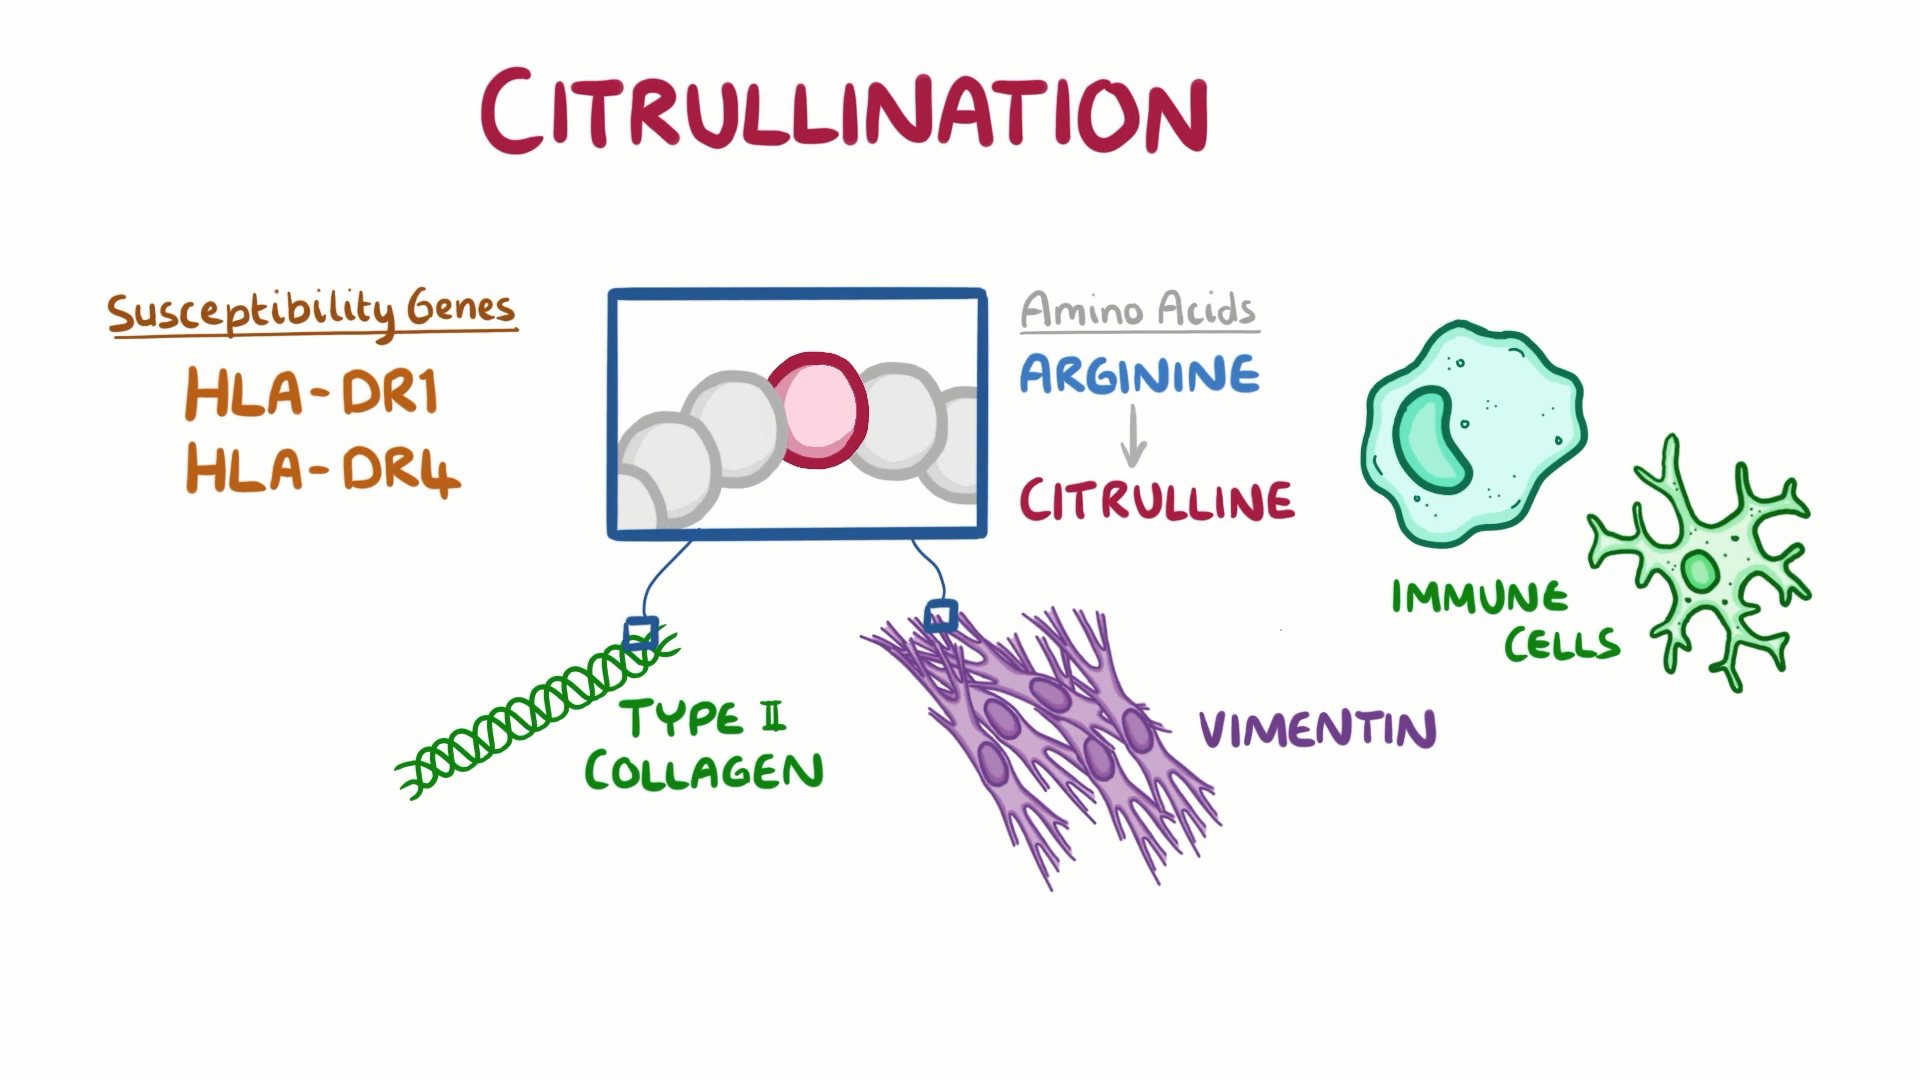 CITRULLINATION
Susceptibility Genes
HLA-DR1
HLA-DR4
Amino Acids
ARGININE
CITRULLINE
IMMUNE
CELLS
TYPE II
COLLAGEN
VIMENTIN